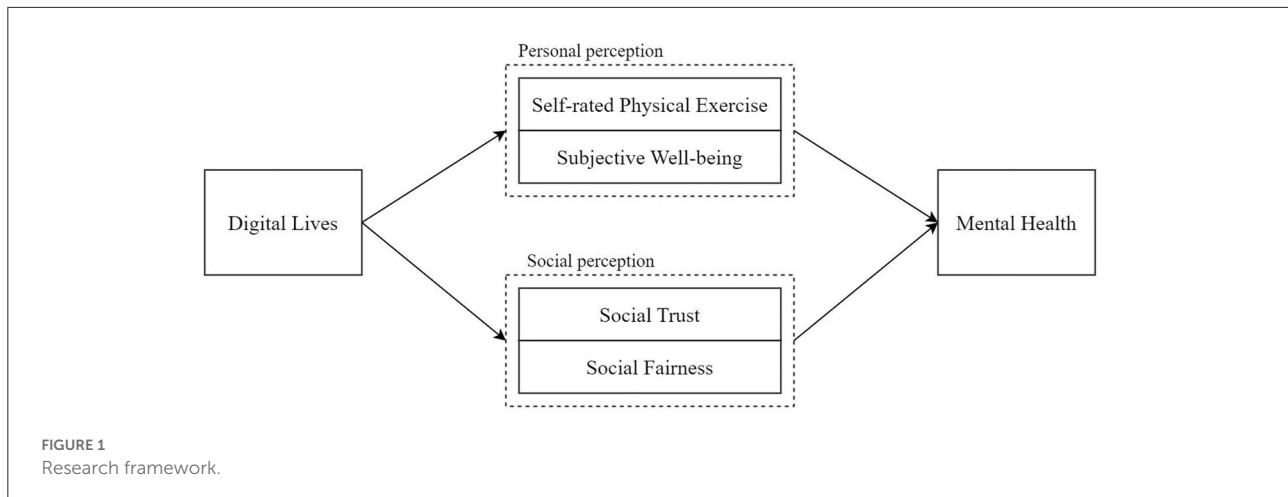 Personal perception
Self-rated Physical Exercise
Subjective Well-being
Digital Lives
Mental Health
Social perception
Social Trust
Social Fairness
FIGURE 1
Research framework.